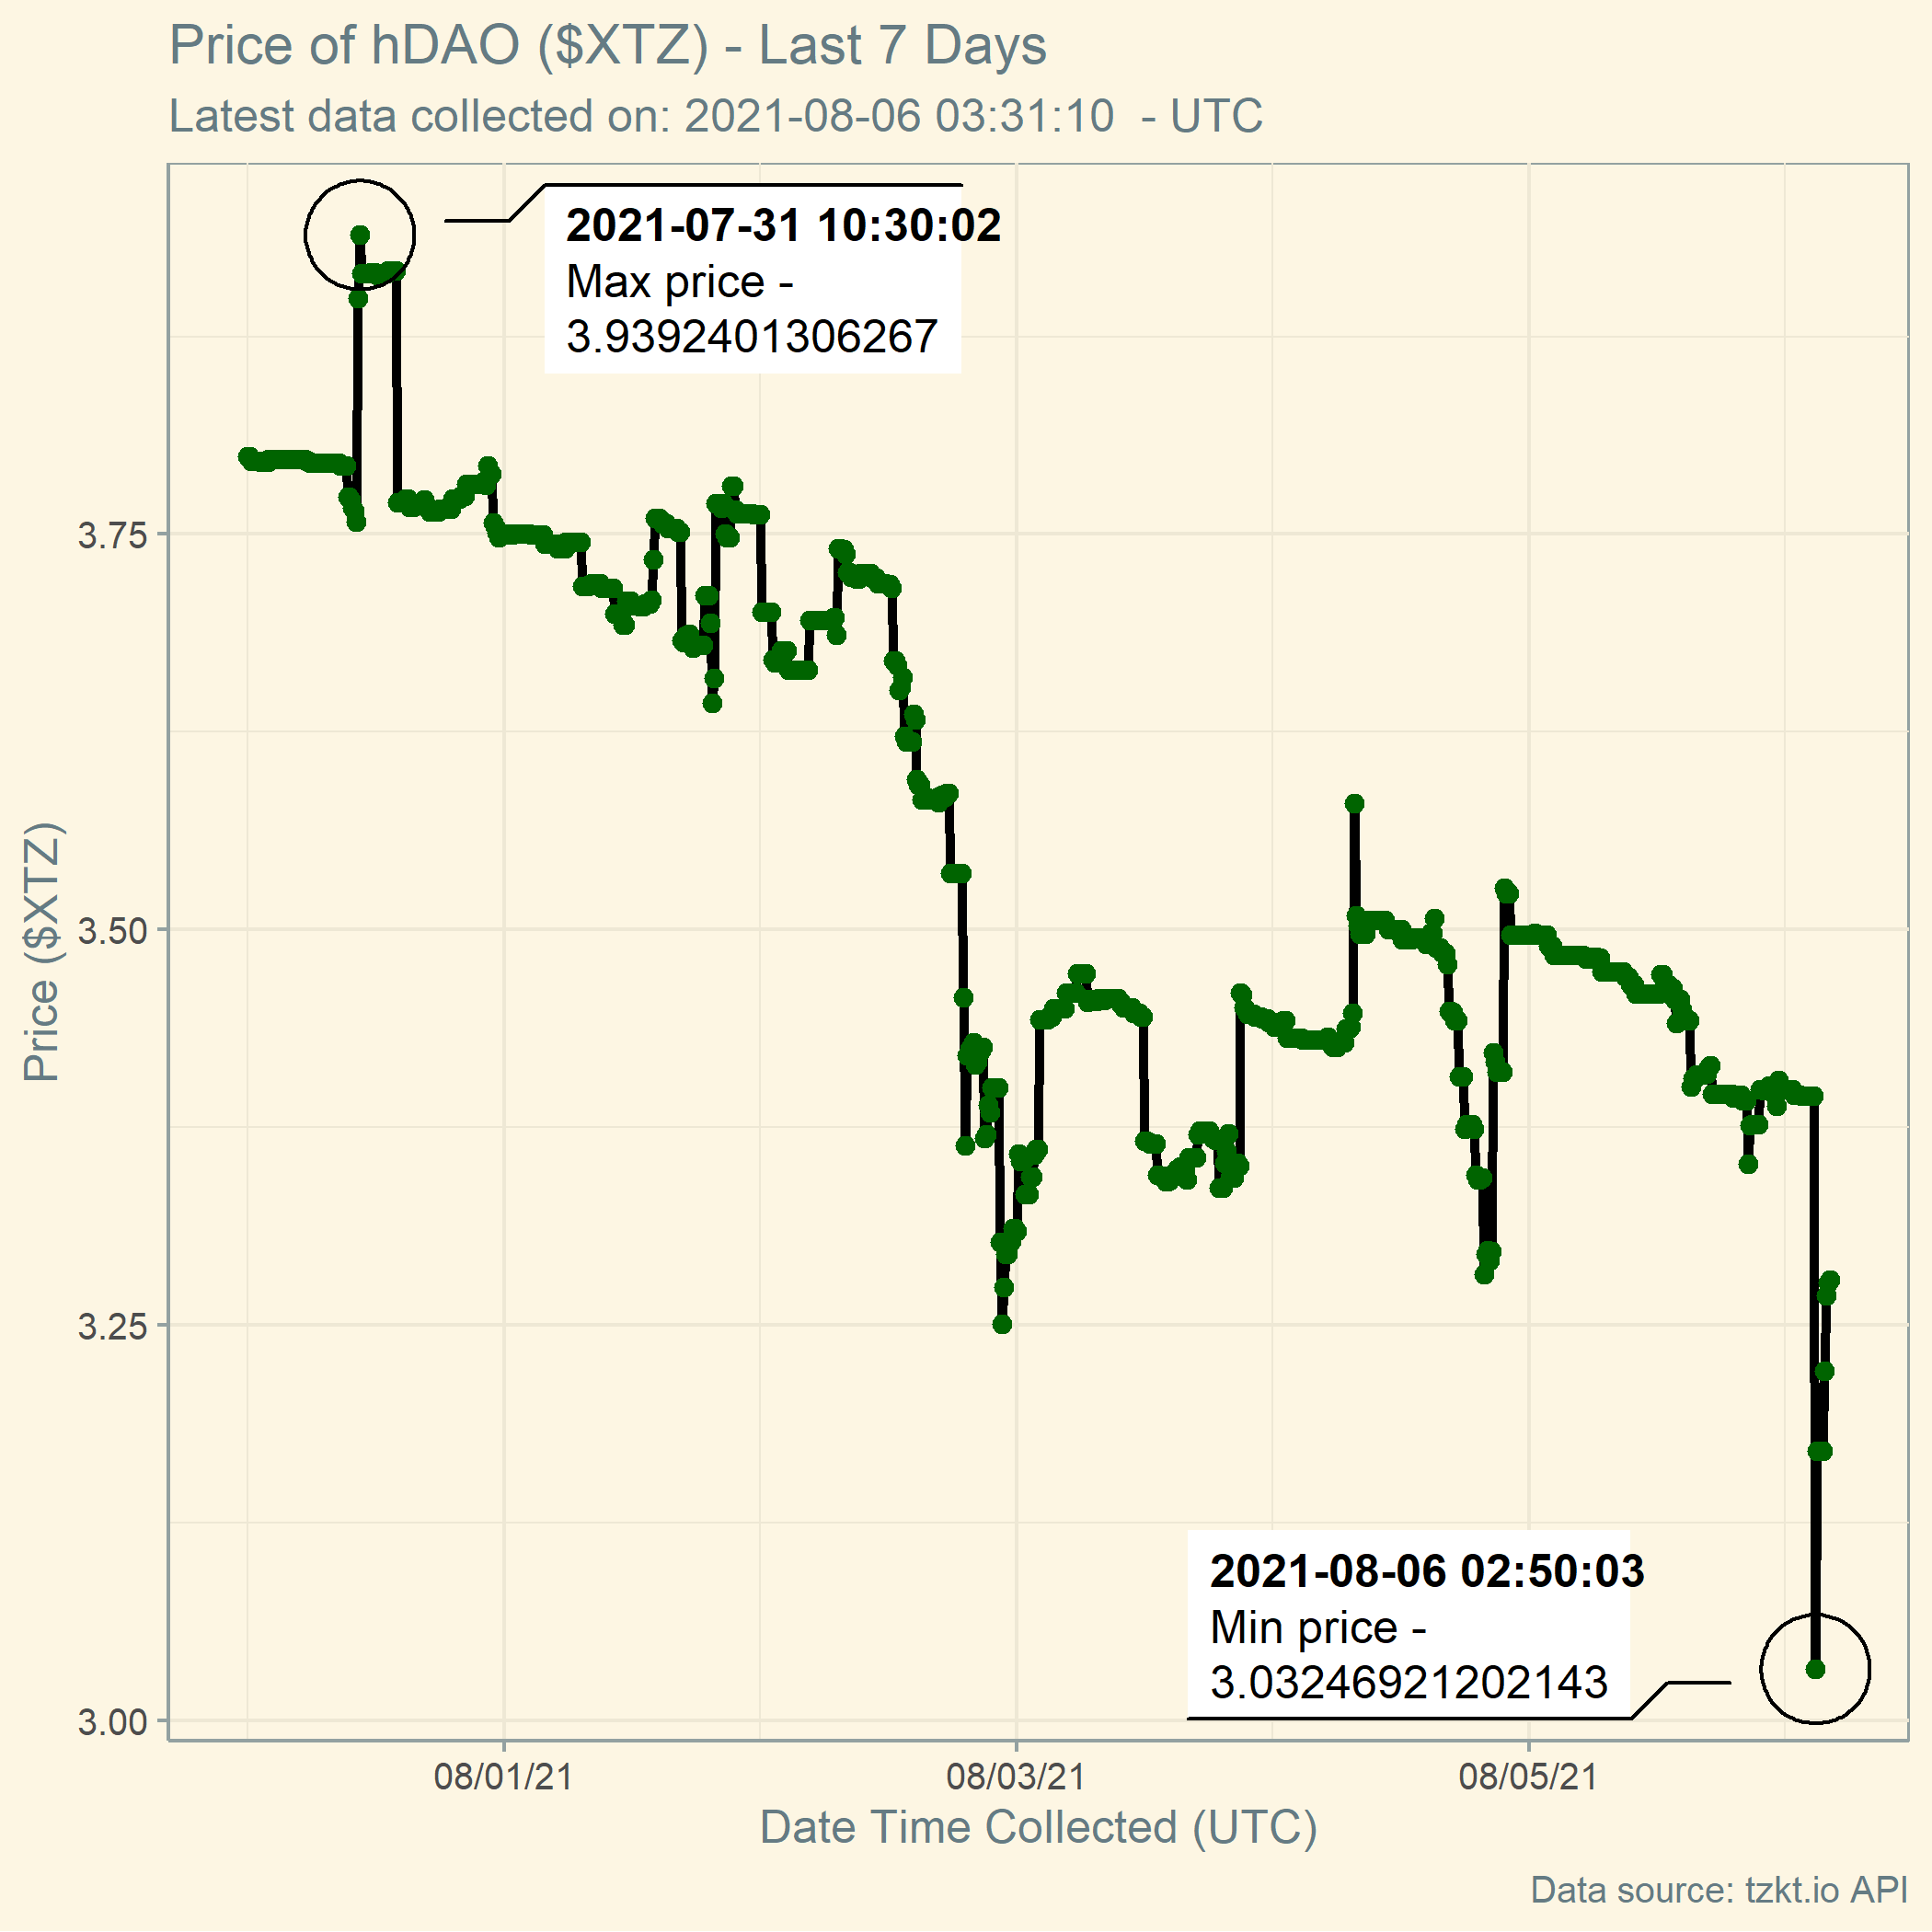 Price of hDAO ($XTZ) - Last 7 Days
Latest data collected on: 2021-08-06 03:31:10  - UTC
2021-07-31 10:30:02
Max price -
3.9392401306267
3.75
3.50
3.25
3.00
Price ($XTZ)
2021-08-06 02:50:03
Min price -
3.03246921202143
08/01/21
08/03/21
08/05/21
Date Time Collected (UTC)
Data source: tzkt.io API